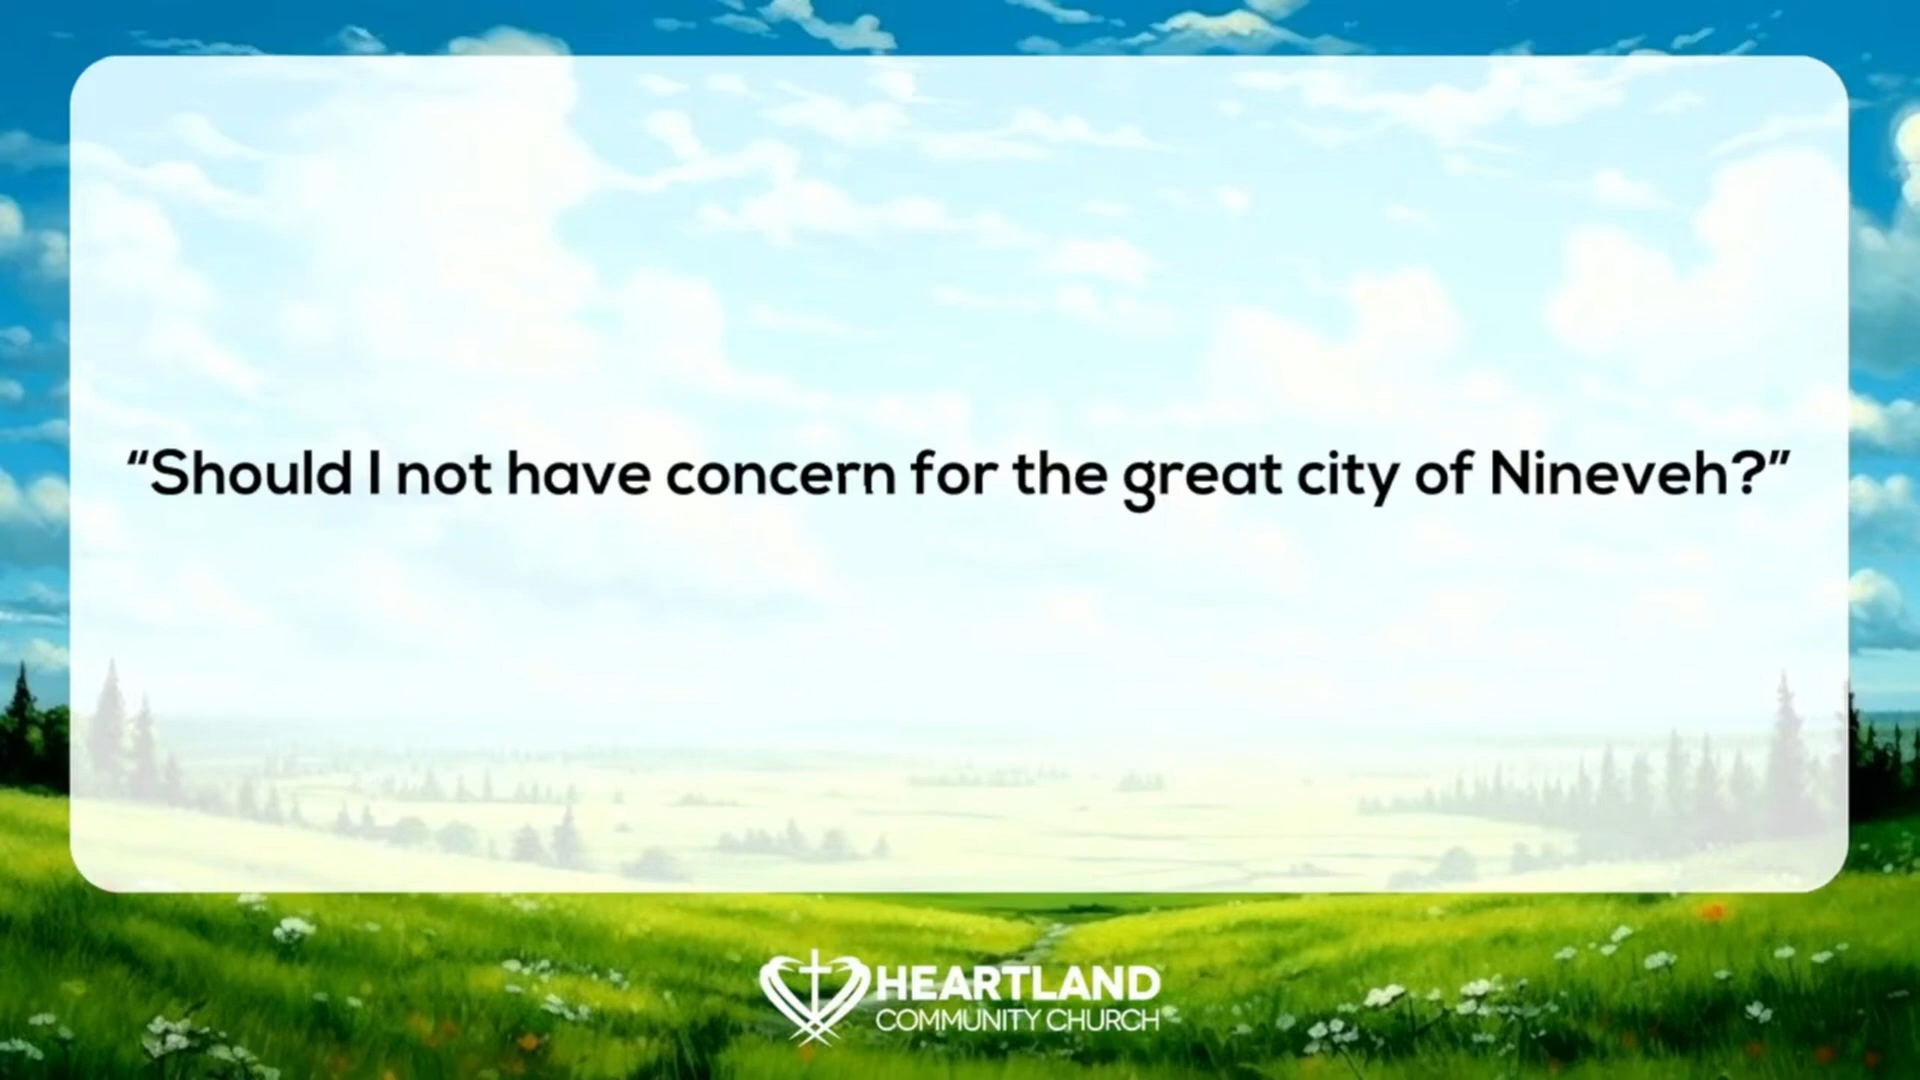 “Should I not have concern for the great city of Nineveh?”
HEARTLAND
COMMUNITY CHURCH